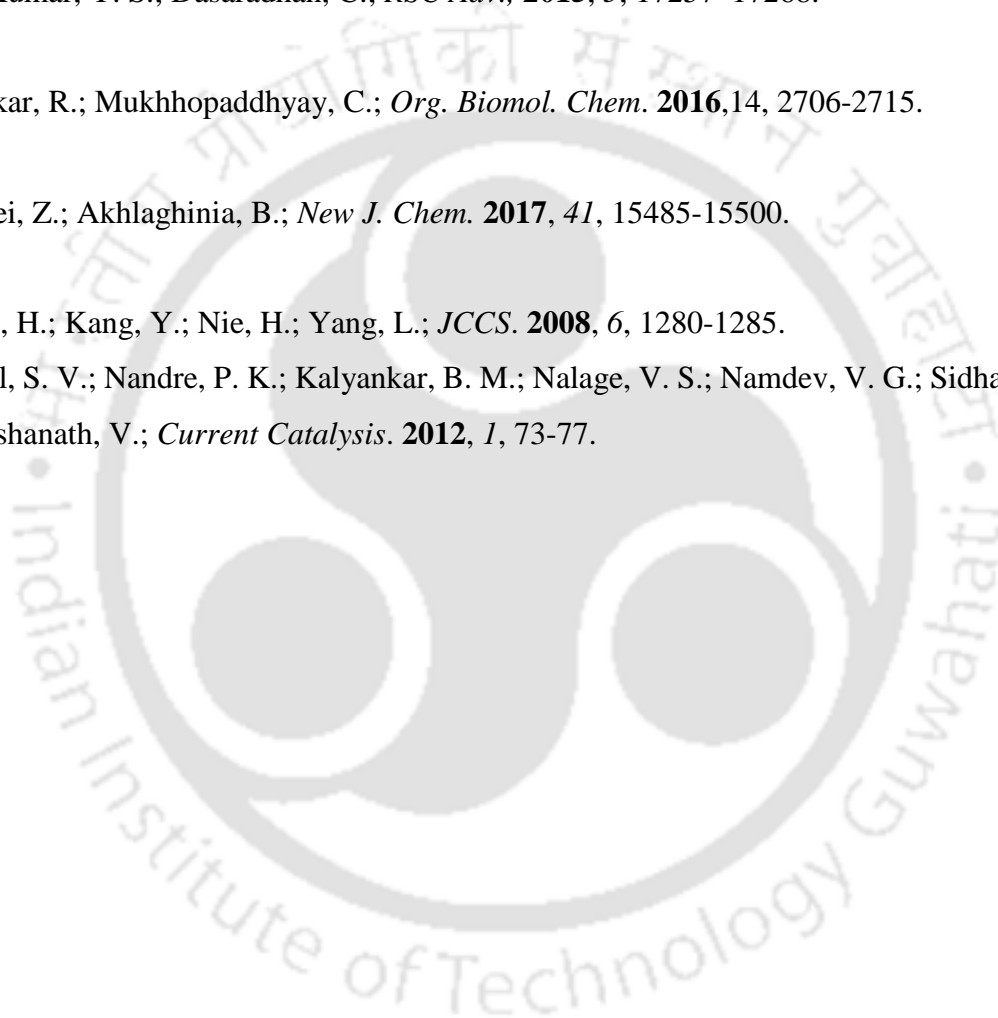 kar, R.; Mukhhopaddhyay, C.; Org. Biomol. Chem. 2016,14, 2706-2715.
ei, Z.; Akhlaghinia, B.; New J. Chem. 2017, 41, 15485-15500.
, H.; Kang, Y.; Nie, H.; Yang, L.; JCCS. 2008, 6, 1280-1285.
l, S. V.; Nandre, P. K.; Kalyankar, B. M.; Nalage, V. S.; Namdev, V. G.; Sidha
shanath, V.; Current Catalysis. 2012, 1, 73-77.
Indian Institute of Technology Guwahati